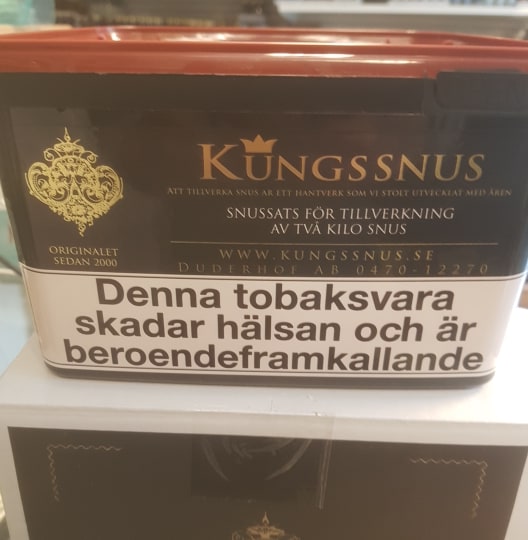 KUNGSSNUS
ATT TILLVERKA SNUS ÄR ETT HANTVERK SOM VI STOLT UTVECKLAT MED ÅREN
SNUSSATS FÖR TILLVERKNING
AV TVÅ KILO SNUS
ORIGINALET
SEDAN 2000
WWW.KUNGSSNUS.SE
DUDERHOF AB 0470-12270
Denna tobaksvara
skadar hälsan och är
beroendeframkallande